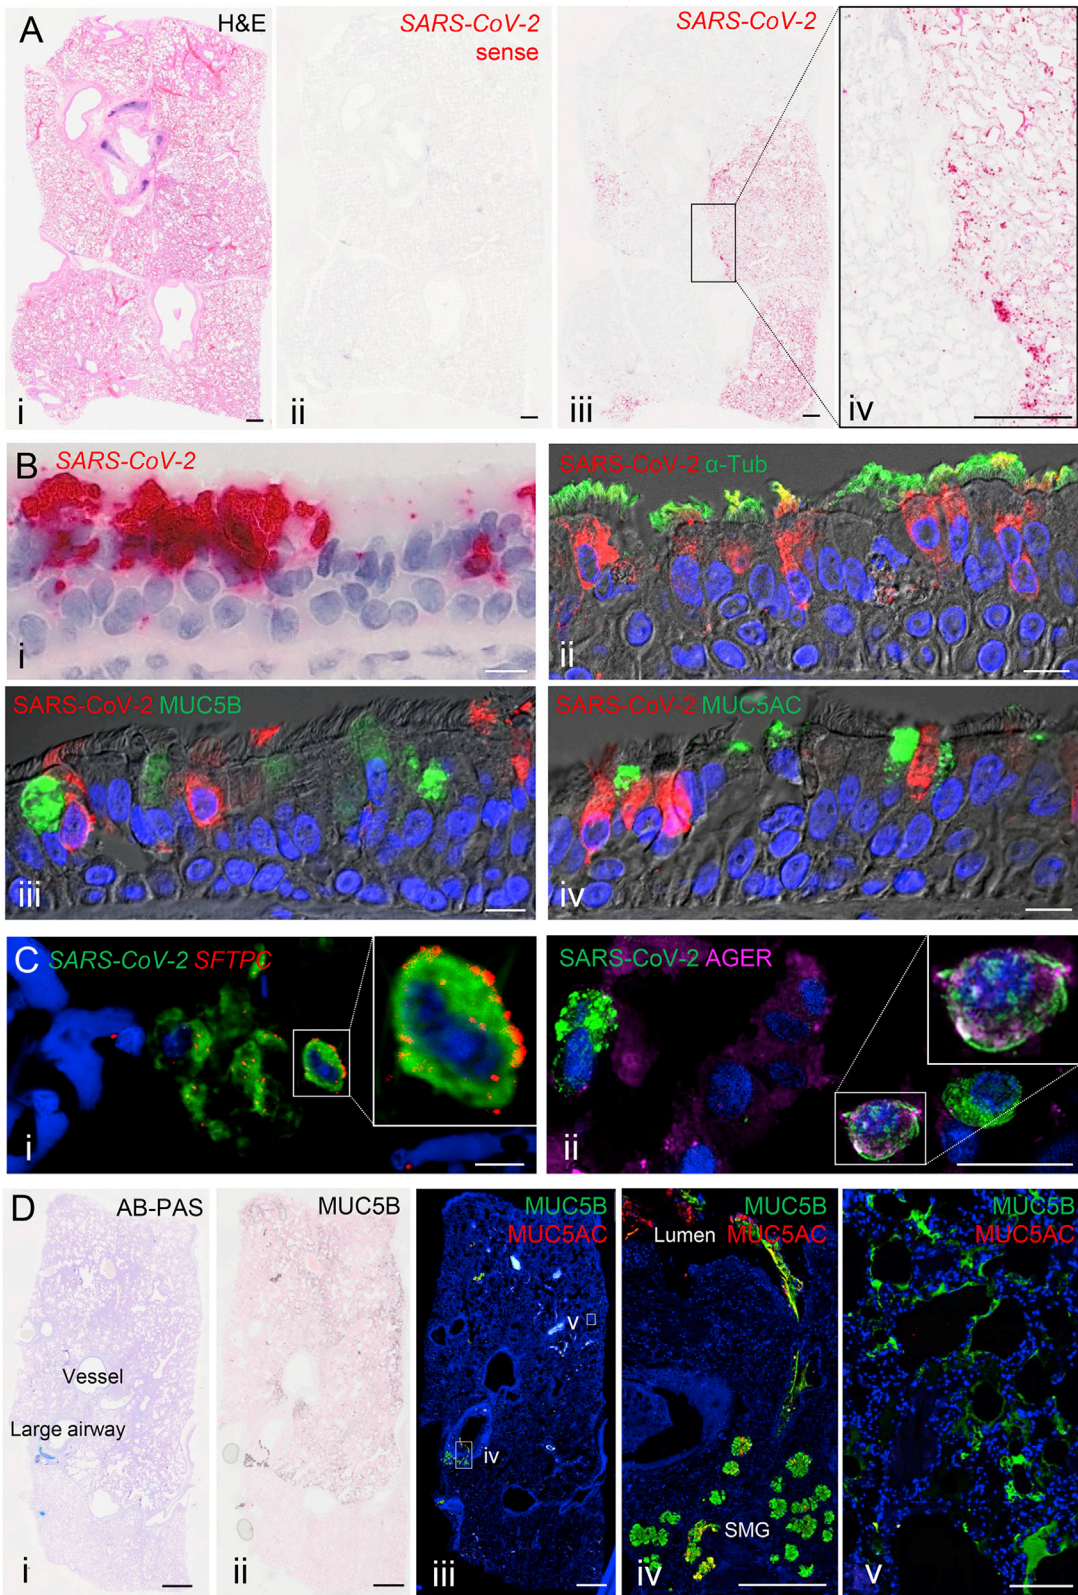 A
H&E
SARS-CoV-2
sense
SARS-CoV-2
i
ii
iii
iv
B
SARS-CoV-2
SARS-CoV-2 α-Tub
i
ii
SARS-CoV-2 MUC5B
SARS-CoV-2 MUC5AC
iii
iv
C
SARS-CoV-2 SFTPC
SARS-CoV-2 AGER
i
ii
D
AB-PAS
MUC5B
MUC5B
MUC5AC
MUC5B
Lumen
MUC5AC
MUC5B
MUC5AC
v
Vessel
Large airway
iv
SMG
i
ii
iii
iv
v